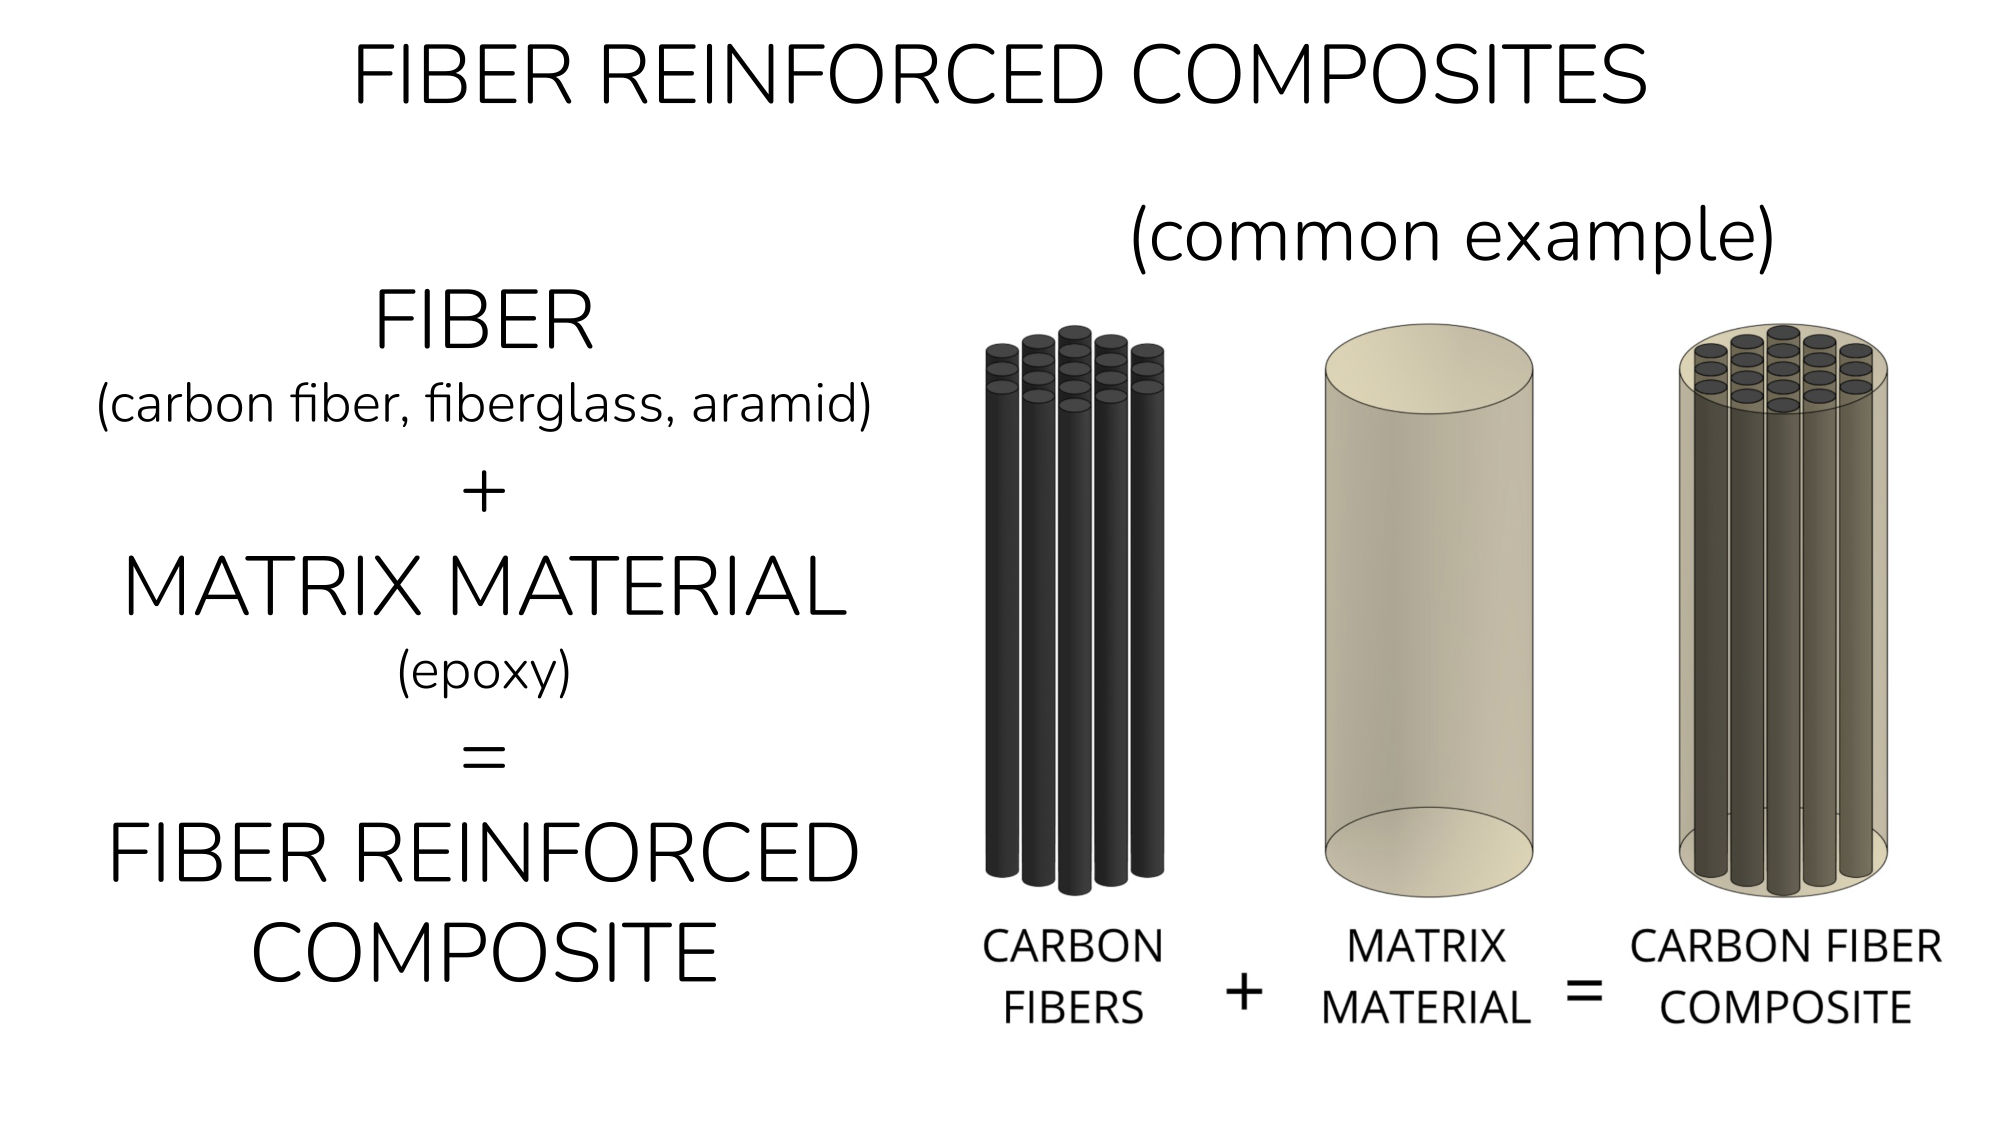 FIBER REINFORCED COMPOSITES
FIBER
(carbon fiber, fiberglass, aramid)
+
MATRIX MATERIAL
(epoxy)
=
FIBER REINFORCED
COMPOSITE
(common example)
CARBON
FIBERS
+
MATRIX
MATERIAL
=
CARBON FIBER
COMPOSITE